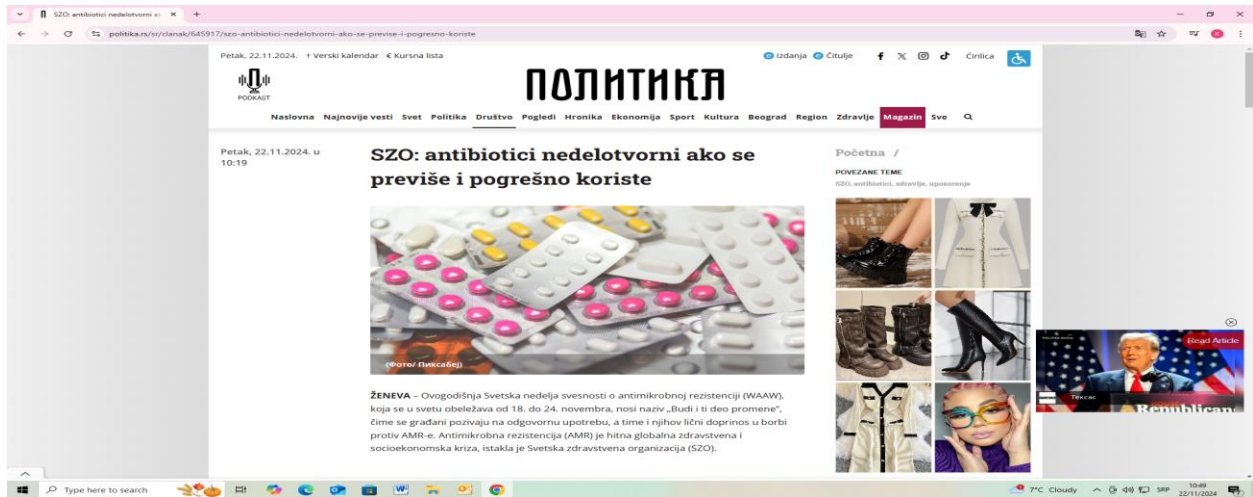 SZO: antibiotici nedelotvorni a
politika.rs/sr/clanak/645917/szo-antibiotici-nedelotvorni-ako-se-previse-i-pogresno-koriste
Petak, 22.11.2024. † Verski kalendar € Kursna lista
e Izdanja e Čitulje
Ćirilica
PODKAST
ПОЛИТИКА
Naslovna Najnovije vesti Svet Politika Društvo Pogledi Hronika Ekonomija Sport Kultura Beograd Region Zdravlje Magazin Sve
Petak, 22.11.2024. u
10:19
SZO: antibiotici nedelotvorni ako se
previše i pogrešno koriste
(Фото/ Пиксабеј)
ŽENEVA – Ovogodišnja Svetska nedelja svesnosti o antimikrobnoj rezistenciji (WAAW),
koja se u svetu obeležava od 18. do 24. novembra, nosi naziv „Budi i ti deo promene”,
čime se građani pozivaju na odgovornu upotrebu, a time i njihov lični doprinos u borbi
protiv AMR-e. Antimikrobna rezistencija (AMR) je hitna globalna zdravstvena i
socioekonomska kriza, istakla je Svetska zdravstvena organizacija (SZO).
Početna /
POVEZANE TEME
SZO, antibiotici, zdravlje, upozorenje
Read Article
Тексас
Republican
Type here to search
7°C Cloudy
SRP
10:49
22/11/2024